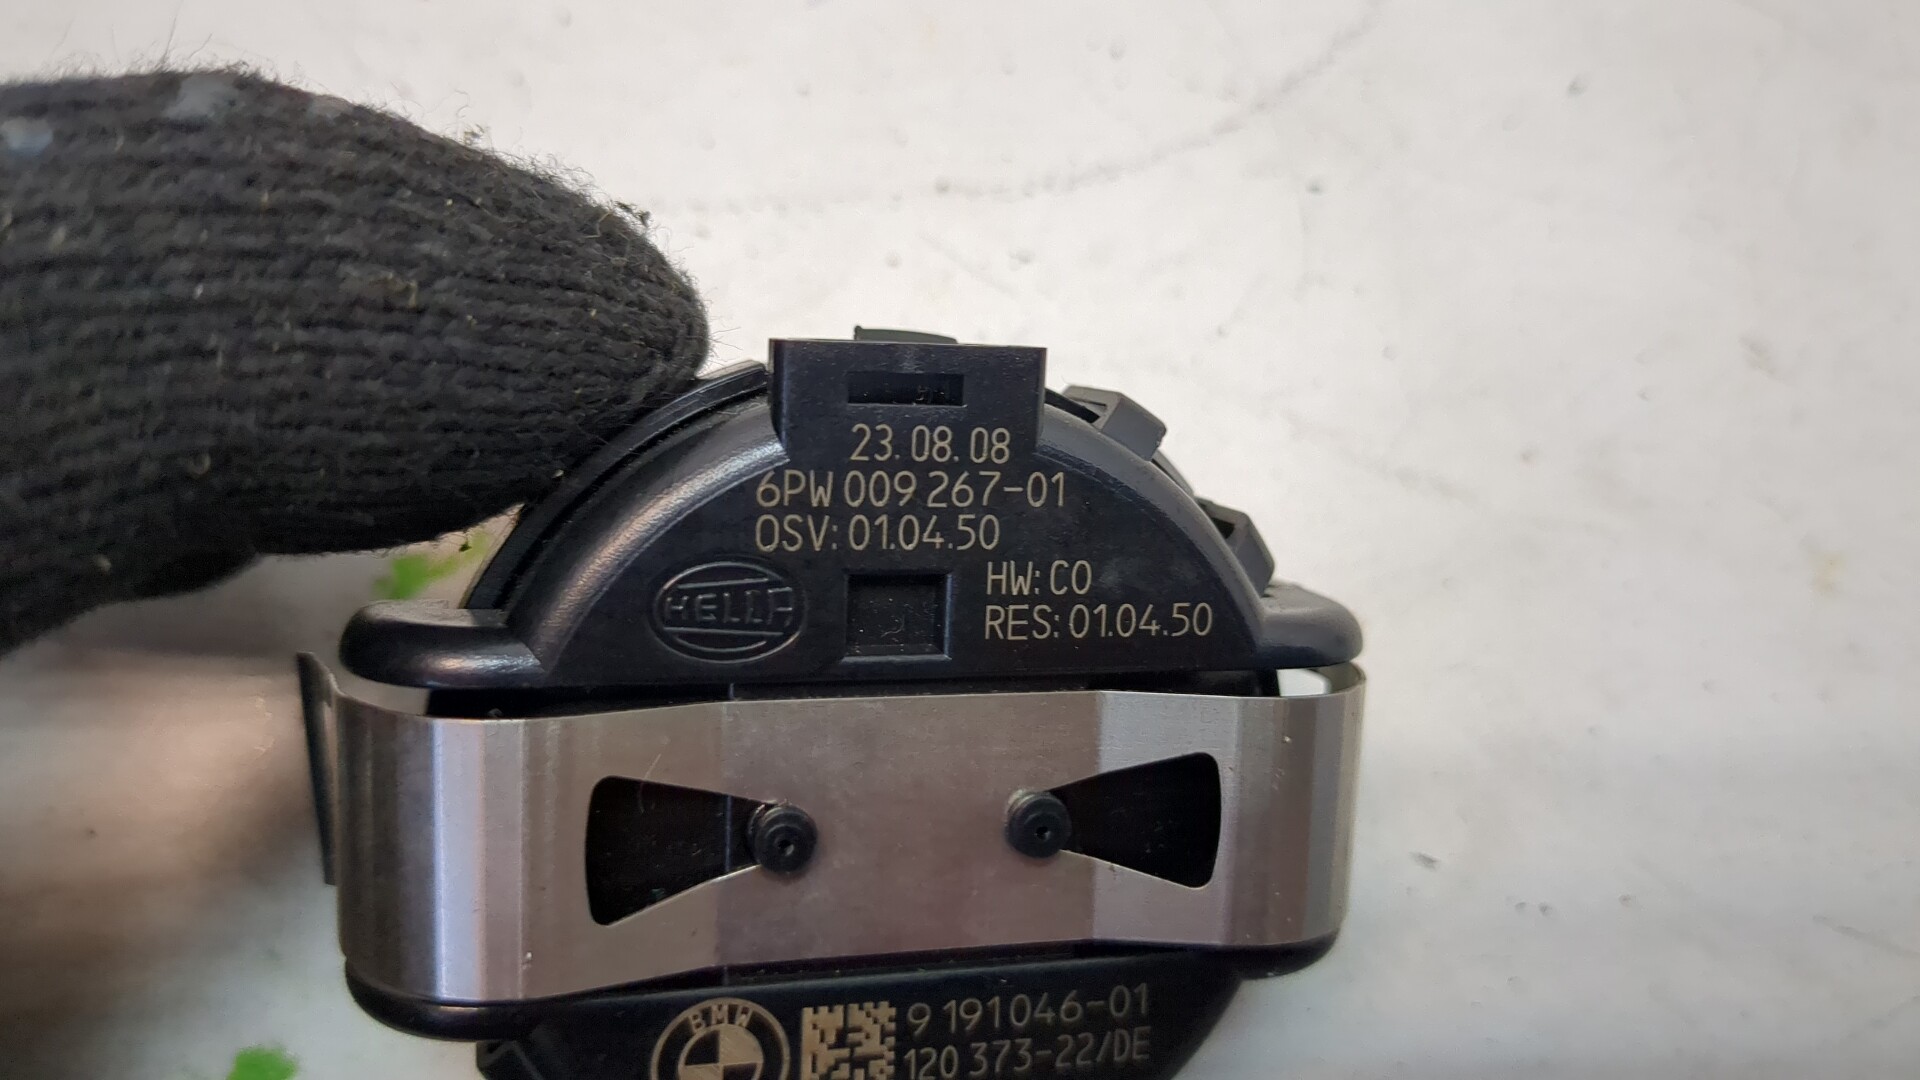 23.08.08
6PW 009 267-01
OSV: 01.04.50
HELLA
HW: C0
RES: 01.04.50
BMW
9 191046-01
120 373-22/DE